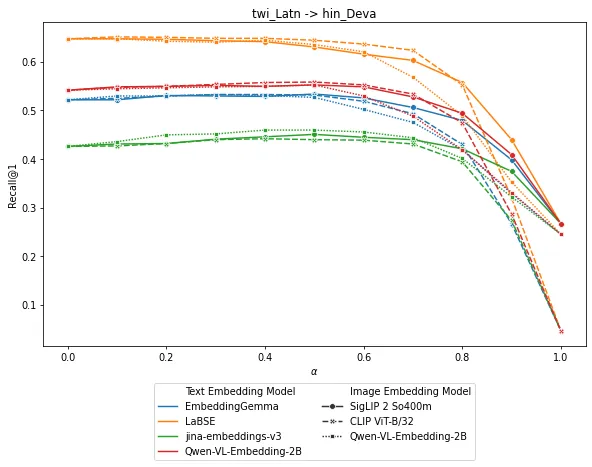 twi_Latn -> hin_Deva
Recall@1
0.6
0.5
0.4
0.3
0.2
0.1
0.0 0.2 0.4 0.6 0.8 1.0
α
Text Embedding Model Image Embedding Model
EmbeddingGemma SigLIP 2 So400m
LaBSE CLIP ViT-B/32
jina-embeddings-v3 Qwen-VL-Embedding-2B
Qwen-VL-Embedding-2B